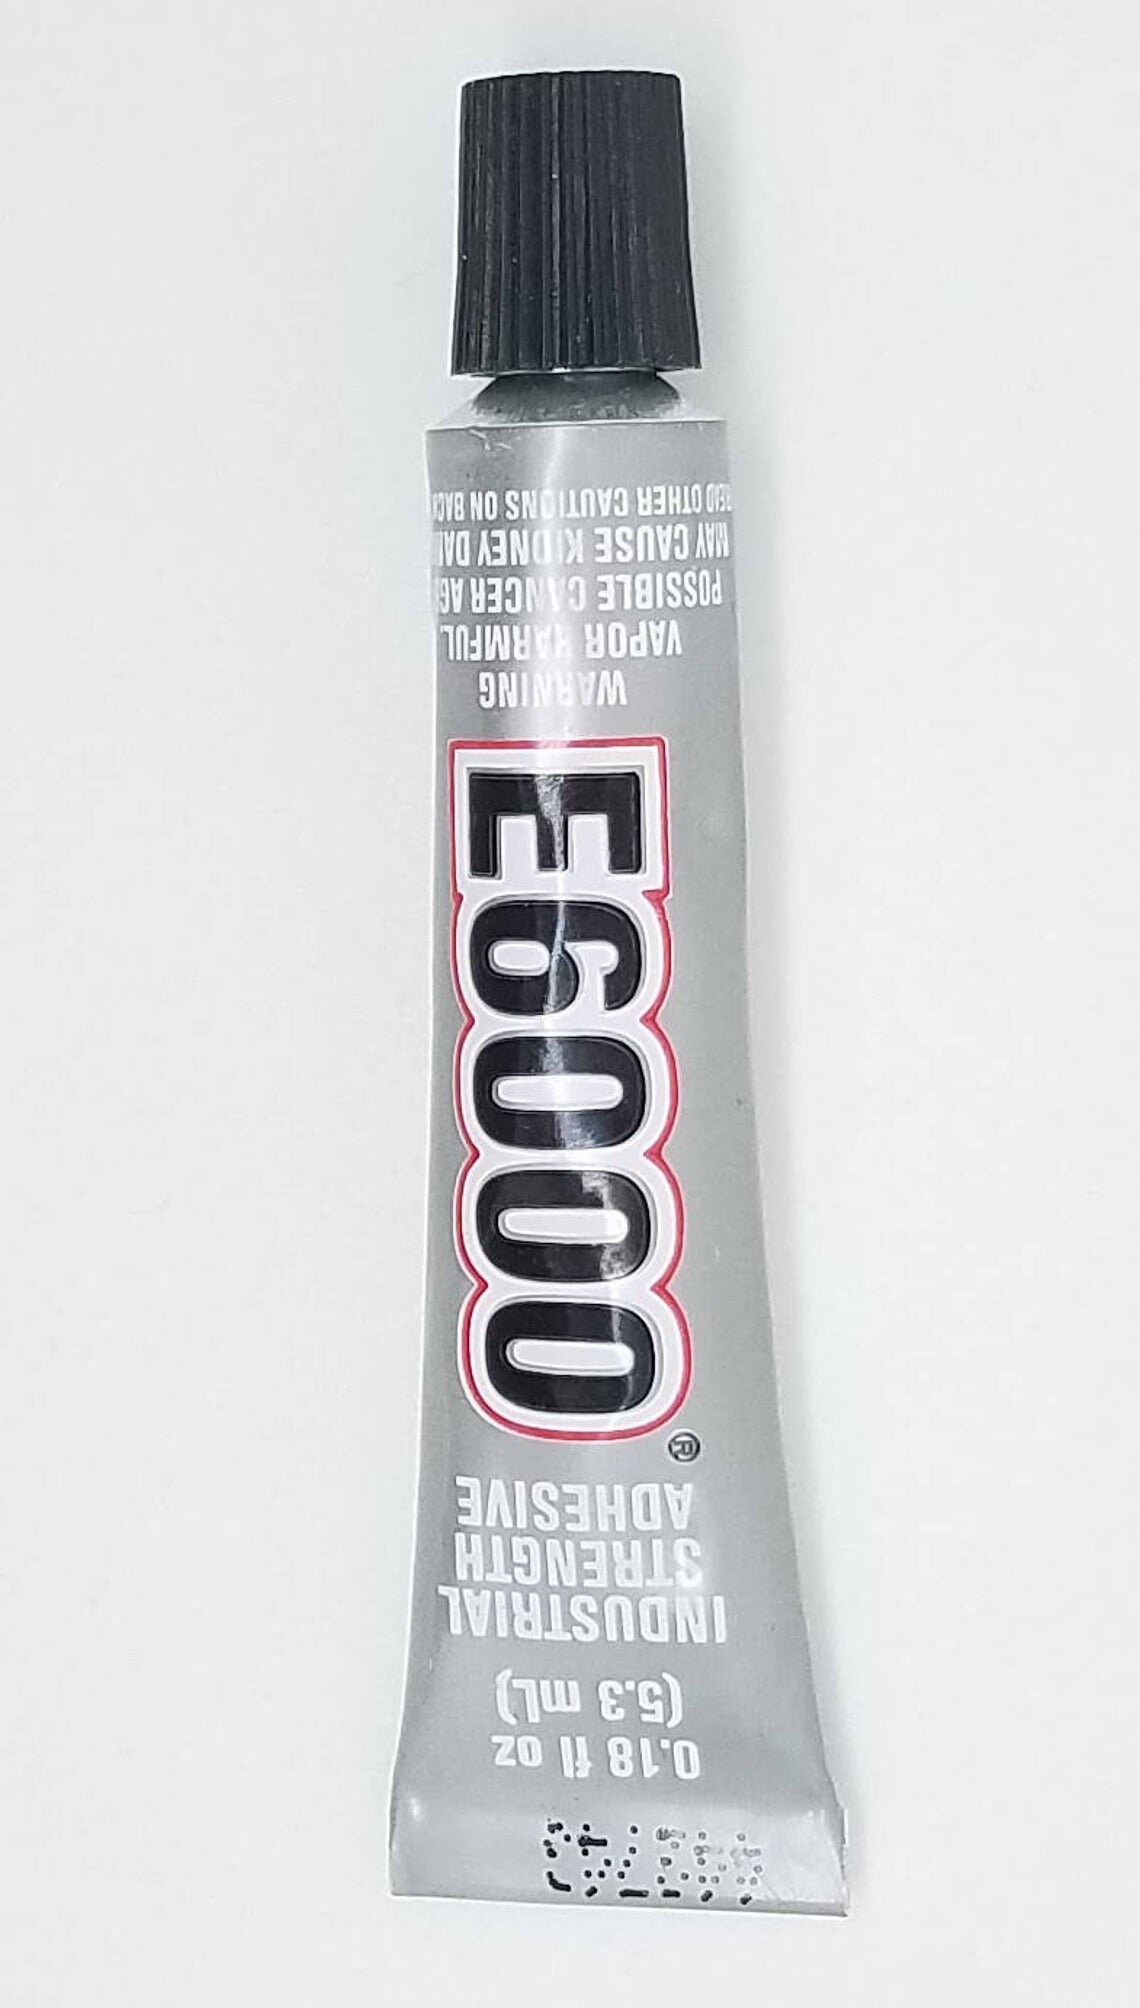 0.18 fl oz
(5.3 mL)
INDUSTRIAL
STRENGTH
ADHESIVE
E6000®
WARNING
VAPOR HARMFUL.
POSSIBLE CANCER
MAY CAUSE KIDNEY
OTHER CAUTIONS ON